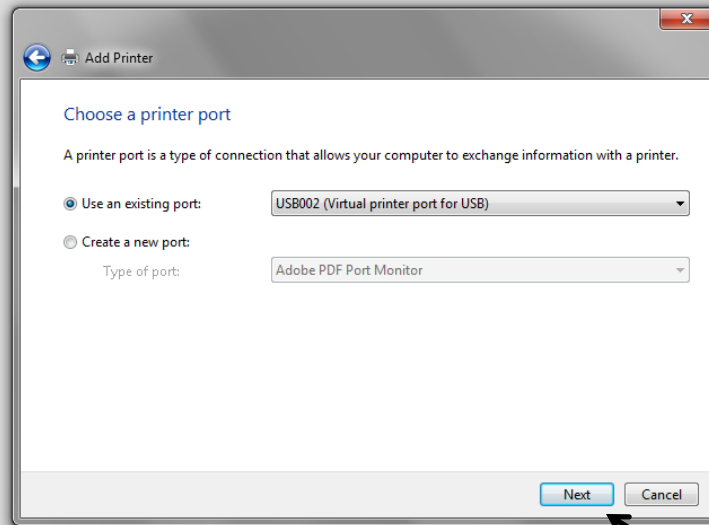 Add Printer
Choose a printer port
A printer port is a type of connection that allows your computer to exchange information with a printer.
Use an existing port: USB002 (Virtual printer port for USB)
Create a new port:
Type of port: Adobe PDF Port Monitor
Next Cancel